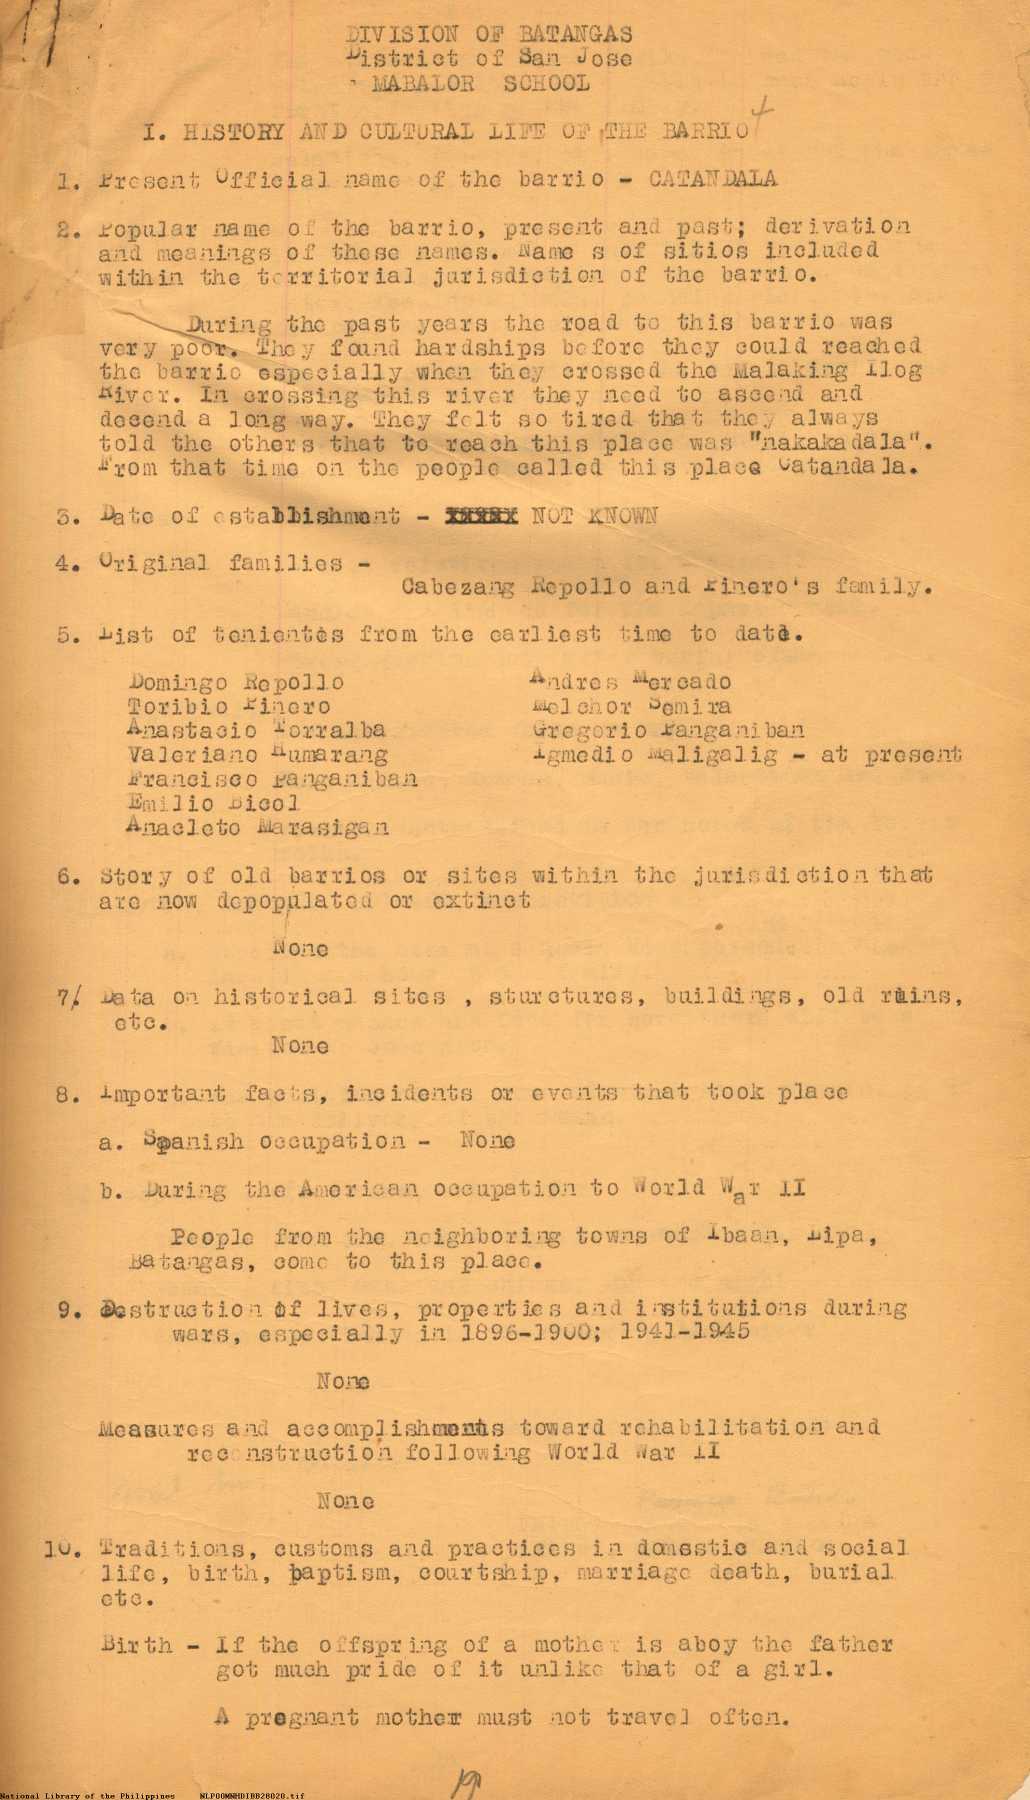 DIVISION OF BATANGAS
District of San Jose
MABALOR SCHOOL
I. HISTORY AND CULTURAL LIFE OF THE BARRIO
1. Present Official name of the barrio - CATANDALA
2. Popular name of the barrio, present and past; derivation
and meanings of these names. Name s of sitios included
within the territorial jurisdiction of the barrio.
During the past years the road to this barrio was
very poor. They found hardships before they could reached
the barrio especially when they crossed the Malaking Ilog
River. In crossing this river they need to ascend and
decend a long way. They felt so tired that they always
told the others that to reach this place was "nakakadala".
From that time on the people called this place Catandala.
3. Date of establishment - NOT KNOWN
4. Original families -
Cabezang Repollo and Pinero's family.
5. List of tenientes from the earliest time to date.
Domingo Repollo
Toribio Pinero
Anastacio Torralba
Valeriano Humarang
Francisco Panganiban
Emilio Bicol
Anacleto Marasigan
Andres Mercado
Melchor Semira
Gregorio Panganiban
Igmedio Maligalig - at present
6. Story of old barrios or sites within the jurisdiction that
are now depopulated or extinct
None
7. Data on historical sites , sturctures, buildings, old ruins,
etc.
None
8. Important facts, incidents or events that took place
a. Spanish occupation - None
b. During the American occupation to World War II
People from the neighboring towns of Ibaan, Lipa,
Batangas, come to this place.
9. Destruction of lives, properties and institutions during
wars, especially in 1896-1900; 1941-1945
None
Measures and accomplishments toward rehabilitation and
reconstruction following World War II
None
10. Traditions, customs and practices in domestic and social
life, birth, baptism, courtship, marriage death, burial
etc.
Birth - If the offspring of a mother is aboy the father
got much pride of it unlike that of a girl.
A pregnant mother must not travel often.
National Library of the Philippines NLPOOMNHDIBB28020.tif